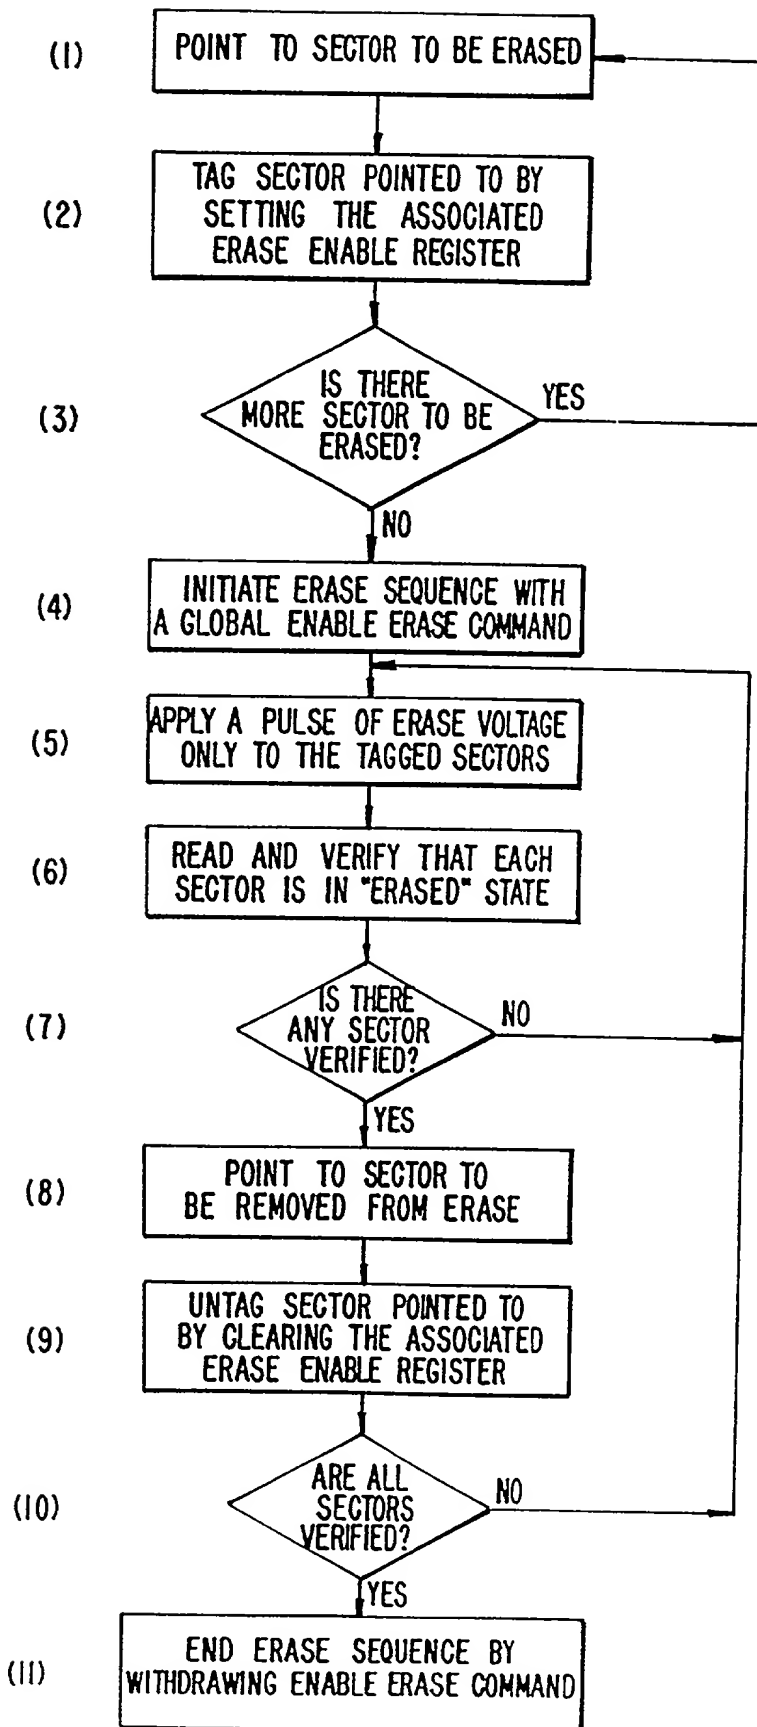 (1)
POINT TO SECTOR TO BE ERASED
(2)
TAG SECTOR POINTED TO BY
SETTING THE ASSOCIATED
ERASE ENABLE REGISTER
(3)
IS THERE
MORE SECTOR TO BE
ERASED?
YES
NO
(4)
INITIATE ERASE SEQUENCE WITH
A GLOBAL ENABLE ERASE COMMAND
(5)
APPLY A PULSE OF ERASE VOLTAGE
ONLY TO THE TAGGED SECTORS
(6)
READ AND VERIFY THAT EACH
SECTOR IS IN "ERASED" STATE
(7)
IS THERE
ANY SECTOR
VERIFIED?
NO
YES
(8)
POINT TO SECTOR TO
BE REMOVED FROM ERASE
(9)
UNTAG SECTOR POINTED TO
BY CLEARING THE ASSOCIATED
ERASE ENABLE REGISTER
(10)
ARE ALL
SECTORS
VERIFIED?
NO
YES
(11)
END ERASE SEQUENCE BY
WITHDRAWING ENABLE ERASE COMMAND